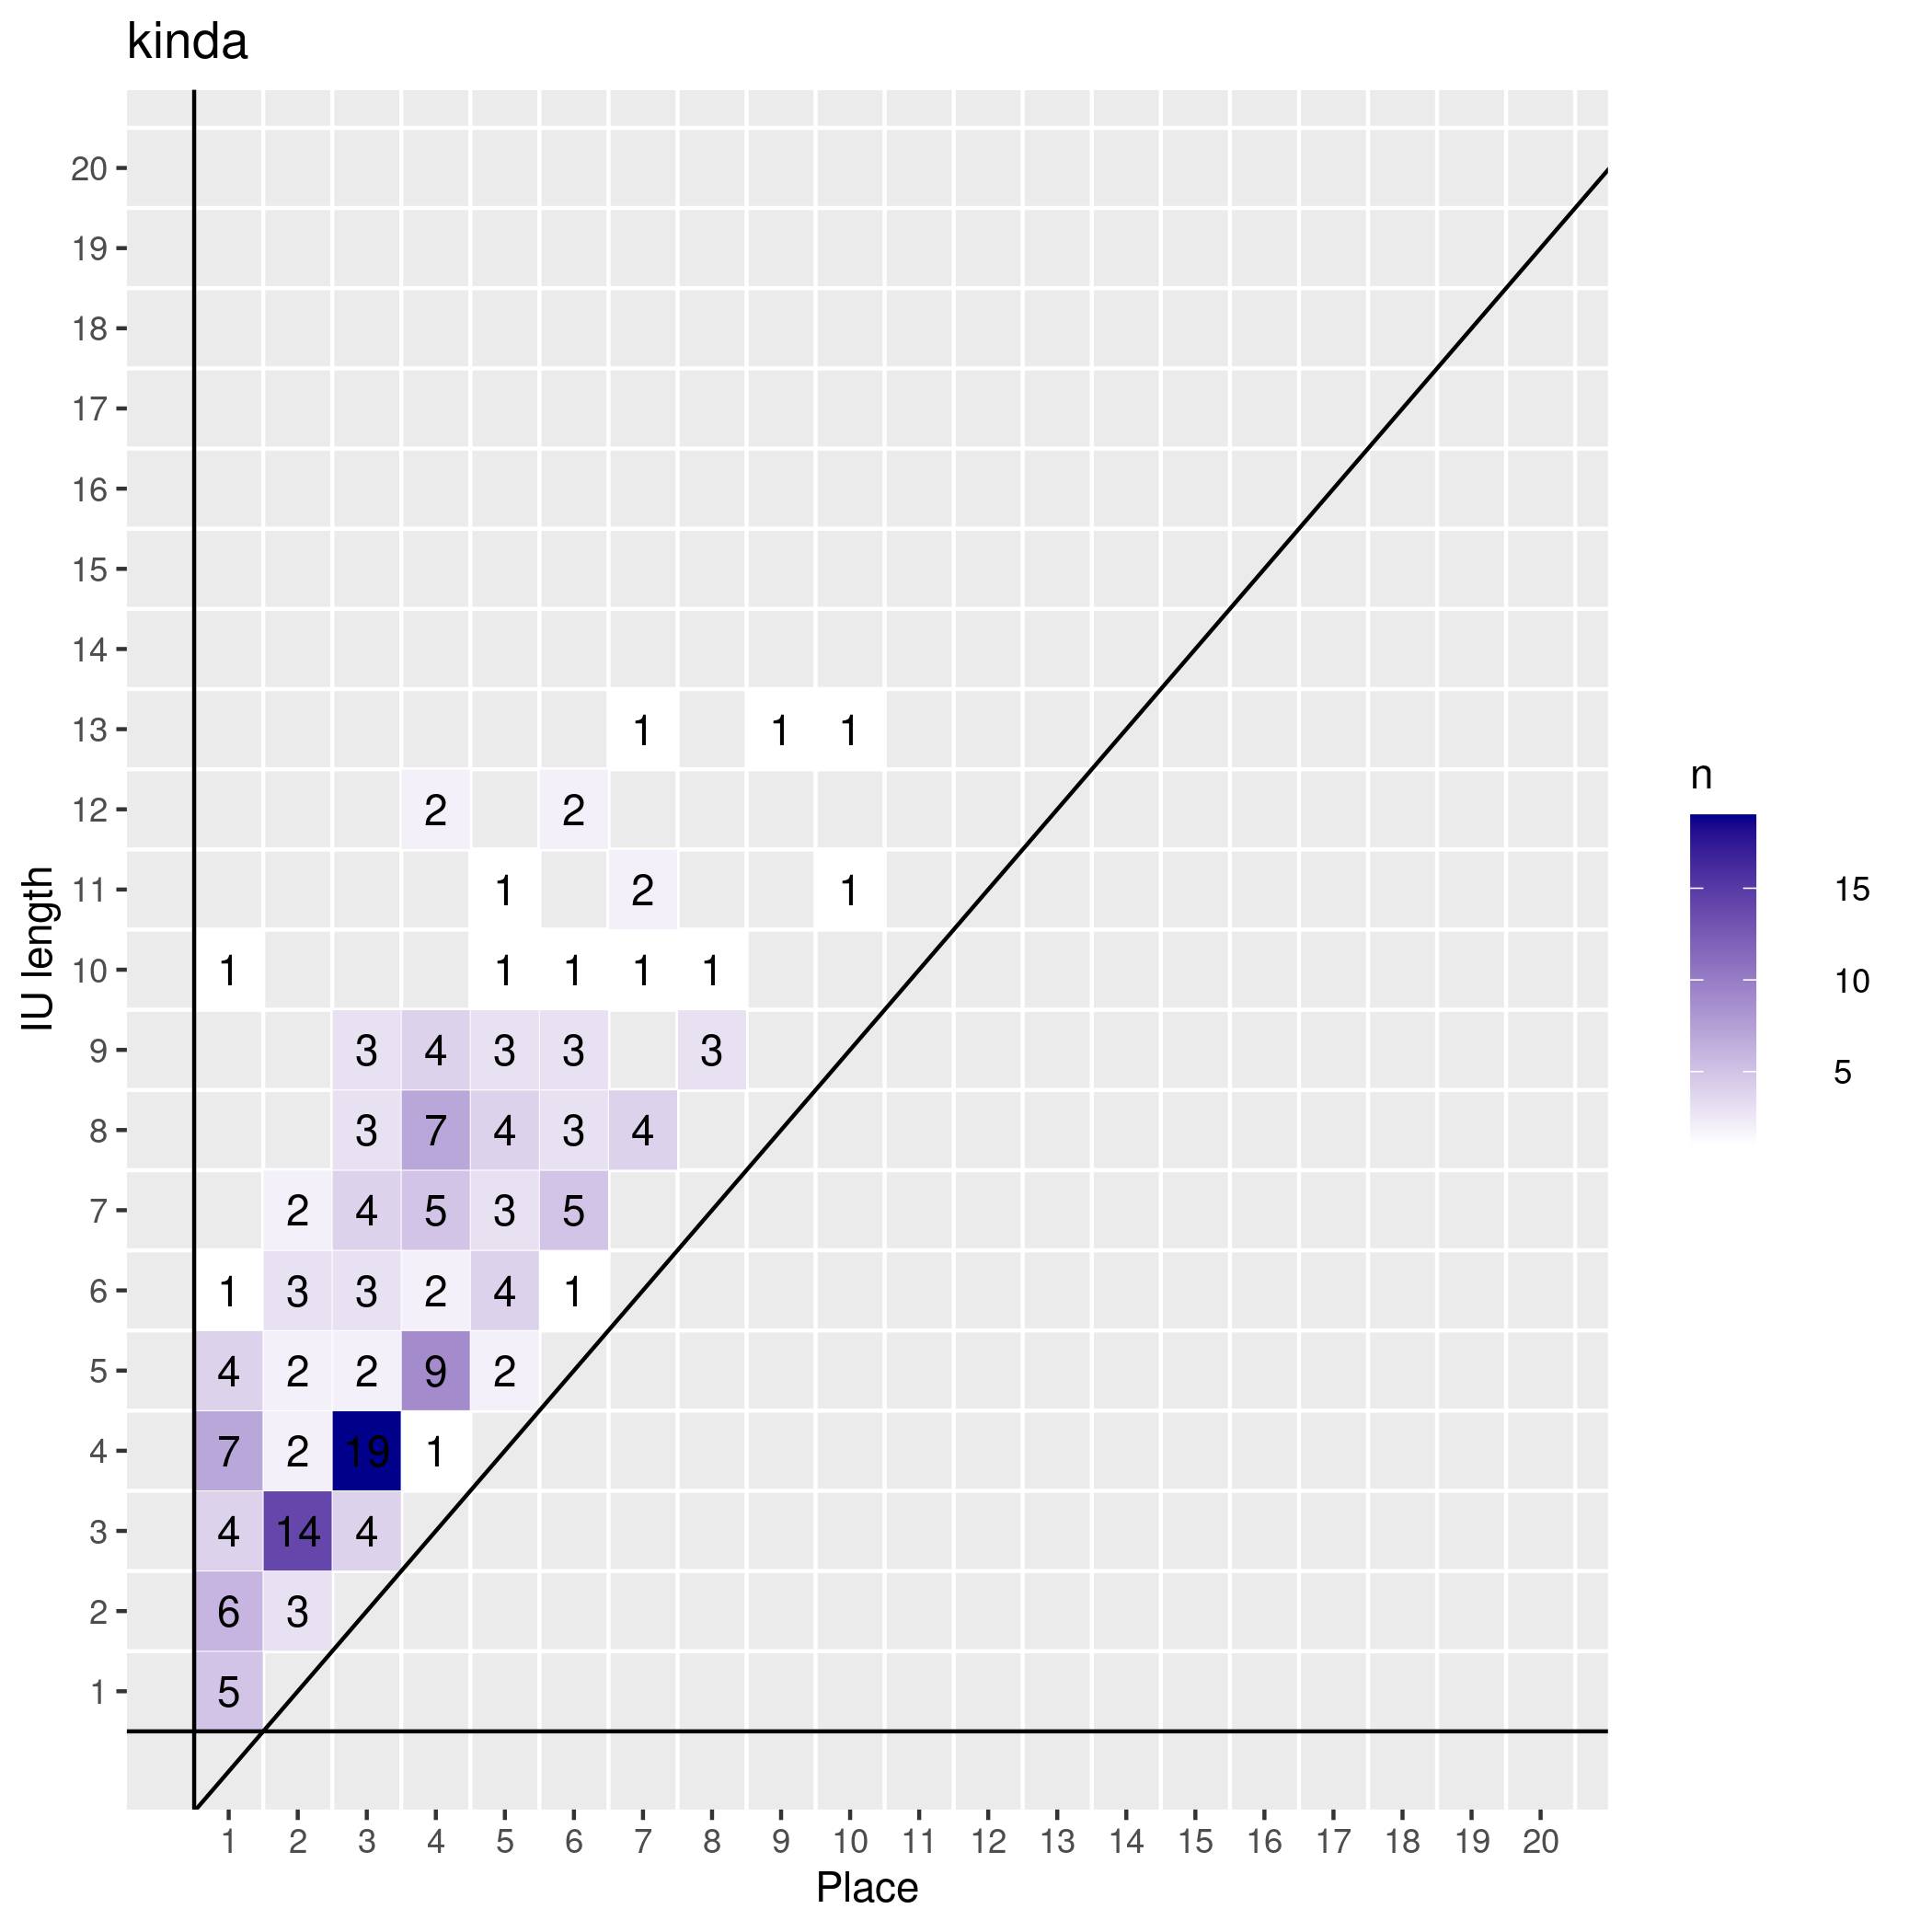 kinda
20
19
18
17
16
15
14
13 1 1 1
12 2 2
11 1 2 1
10 1 1 1 1 1
9 3 4 3 3 3
8 3 7 4 3 4
7 2 4 5 3 5
6 1 3 3 2 4 1
5 4 2 2 9 2
4 7 2 19 1
3 4 14 4
2 6 3
1 5
1 2 3 4 5 6 7 8 9 10 11 12 13 14 15 16 17 18 19 20
Place
IU length
n
15
10
5